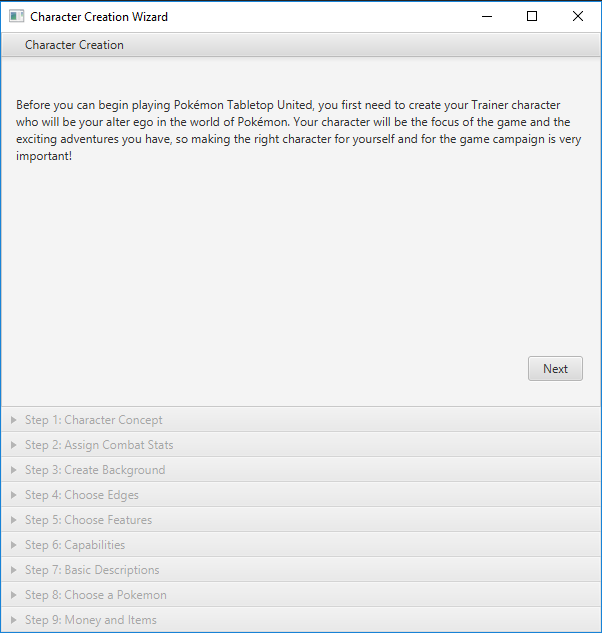 Character Creation Wizard
Character Creation
Before you can begin playing Pokémon Tabletop United, you first need to create your Trainer character
who will be your alter ego in the world of Pokémon. Your character will be the focus of the game and the
exciting adventures you have, so making the right character for yourself and for the game campaign is very
important!
Next
Step 1: Character Concept
Step 2: Assign Combat Stats
Step 3: Create Background
Step 4: Choose Edges
Step 5: Choose Features
Step 6: Capabilities
Step 7: Basic Descriptions
Step 8: Choose a Pokemon
Step 9: Money and Items